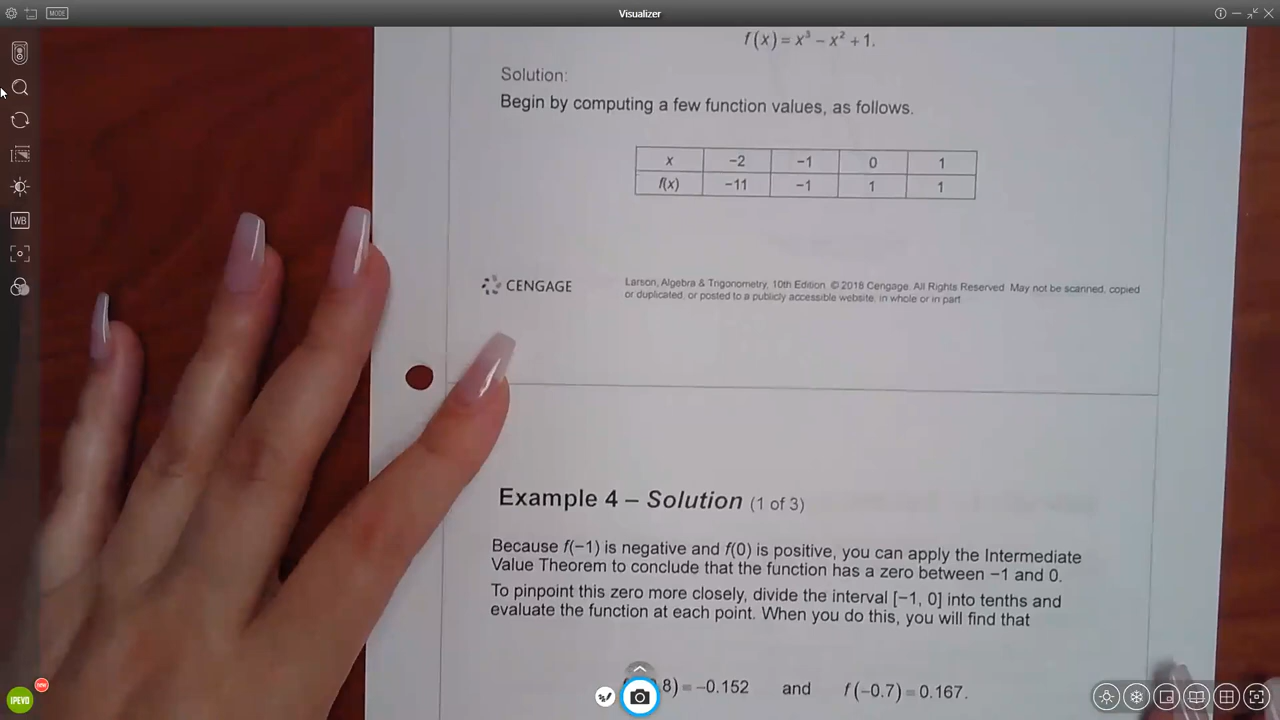 MODE
Visualizer
f(x) = x³ − x² + 1.
Solution:
Begin by computing a few function values, as follows.
x −2 −1 0 1
f(x) −11 −1 1 1
CENGAGE
Larson, Algebra & Trigonometry, 10th Edition. © 2018 Cengage. All Rights Reserved. May not be scanned, copied
or duplicated, or posted to a publicly accessible website, in whole or in part.
Example 4 – Solution (1 of 3)
Because f(−1) is negative and f(0) is positive, you can apply the Intermediate
Value Theorem to conclude that the function has a zero between −1 and 0.
To pinpoint this zero more closely, divide the interval [−1, 0] into tenths and
evaluate the function at each point. When you do this, you will find that
8) = −0.152 and f(−0.7) = 0.167.
WB
IPEVO
new